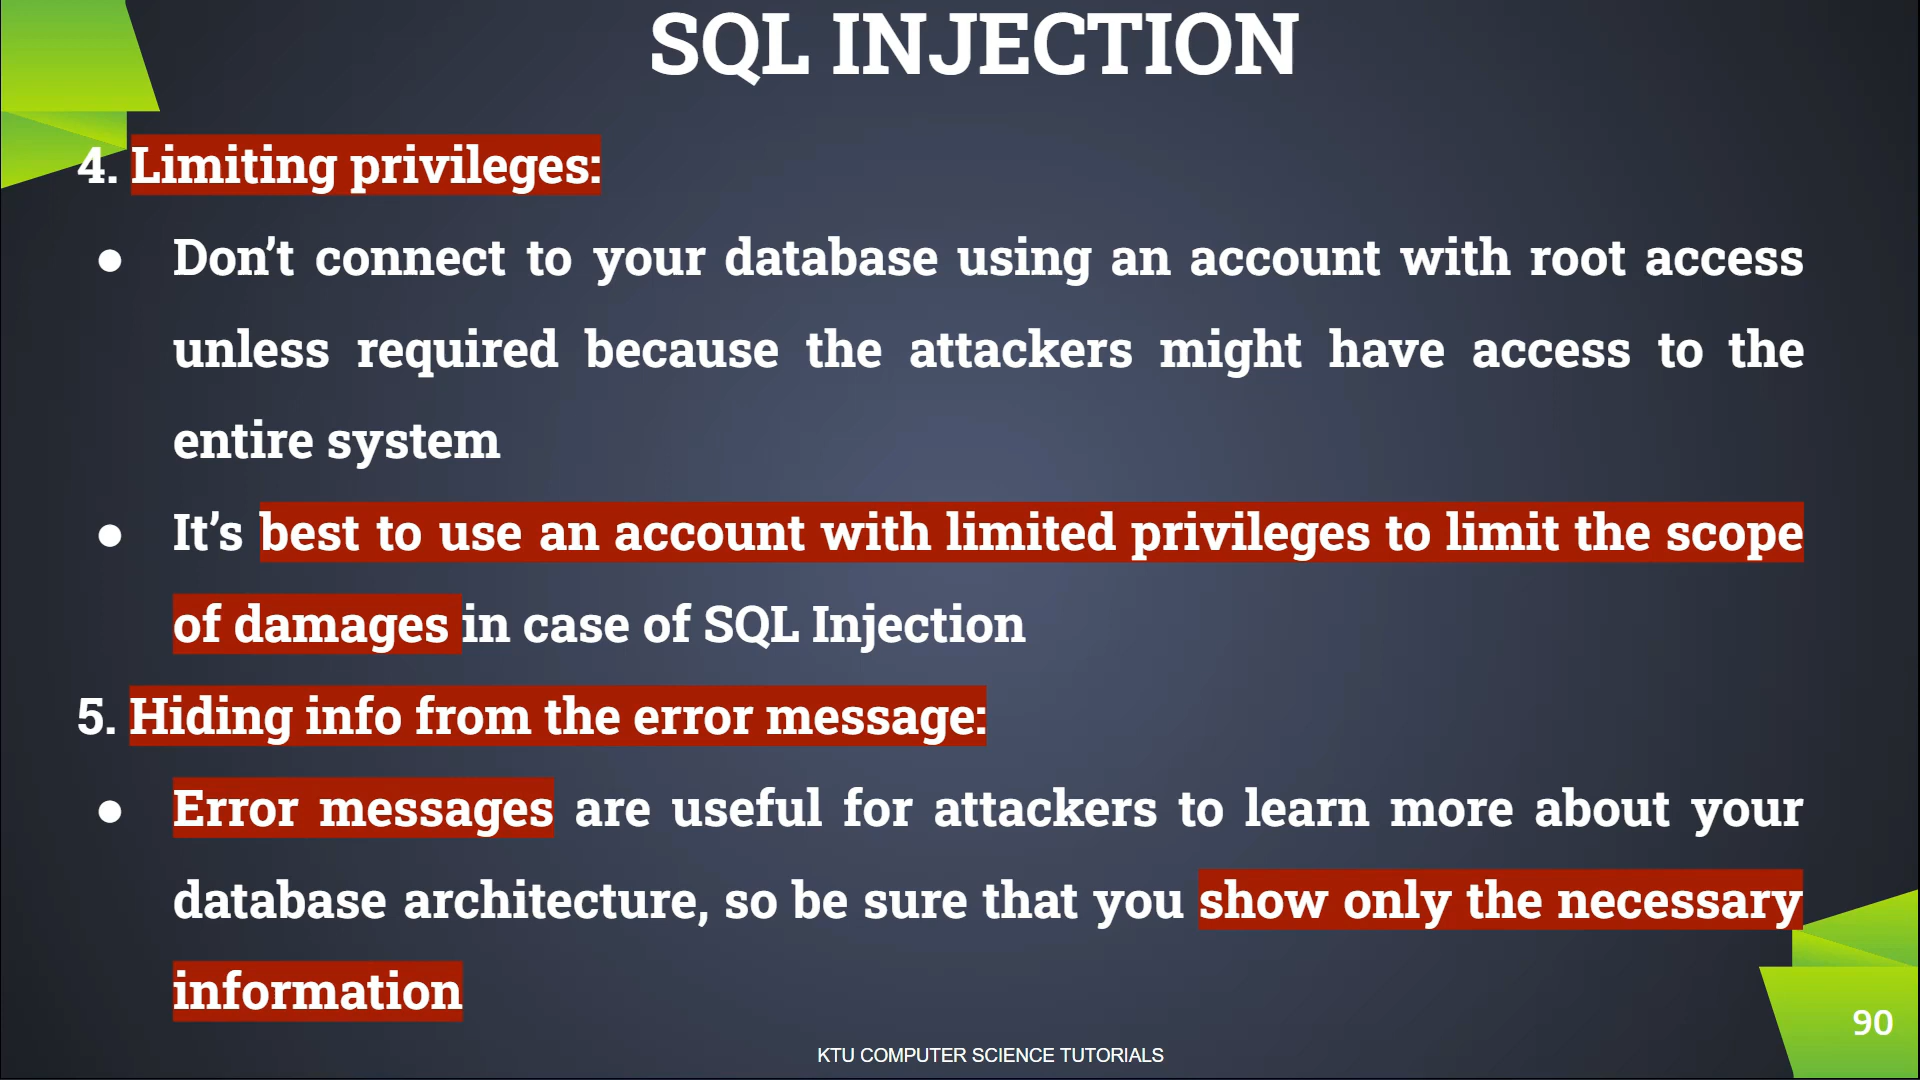 SQL INJECTION
4. Limiting privileges:
● Don’t connect to your database using an account with root access
unless required because the attackers might have access to the
entire system
● It’s best to use an account with limited privileges to limit the scope
of damages in case of SQL Injection
5. Hiding info from the error message:
● Error messages are useful for attackers to learn more about your
database architecture, so be sure that you show only the necessary
information
90
KTU COMPUTER SCIENCE TUTORIALS